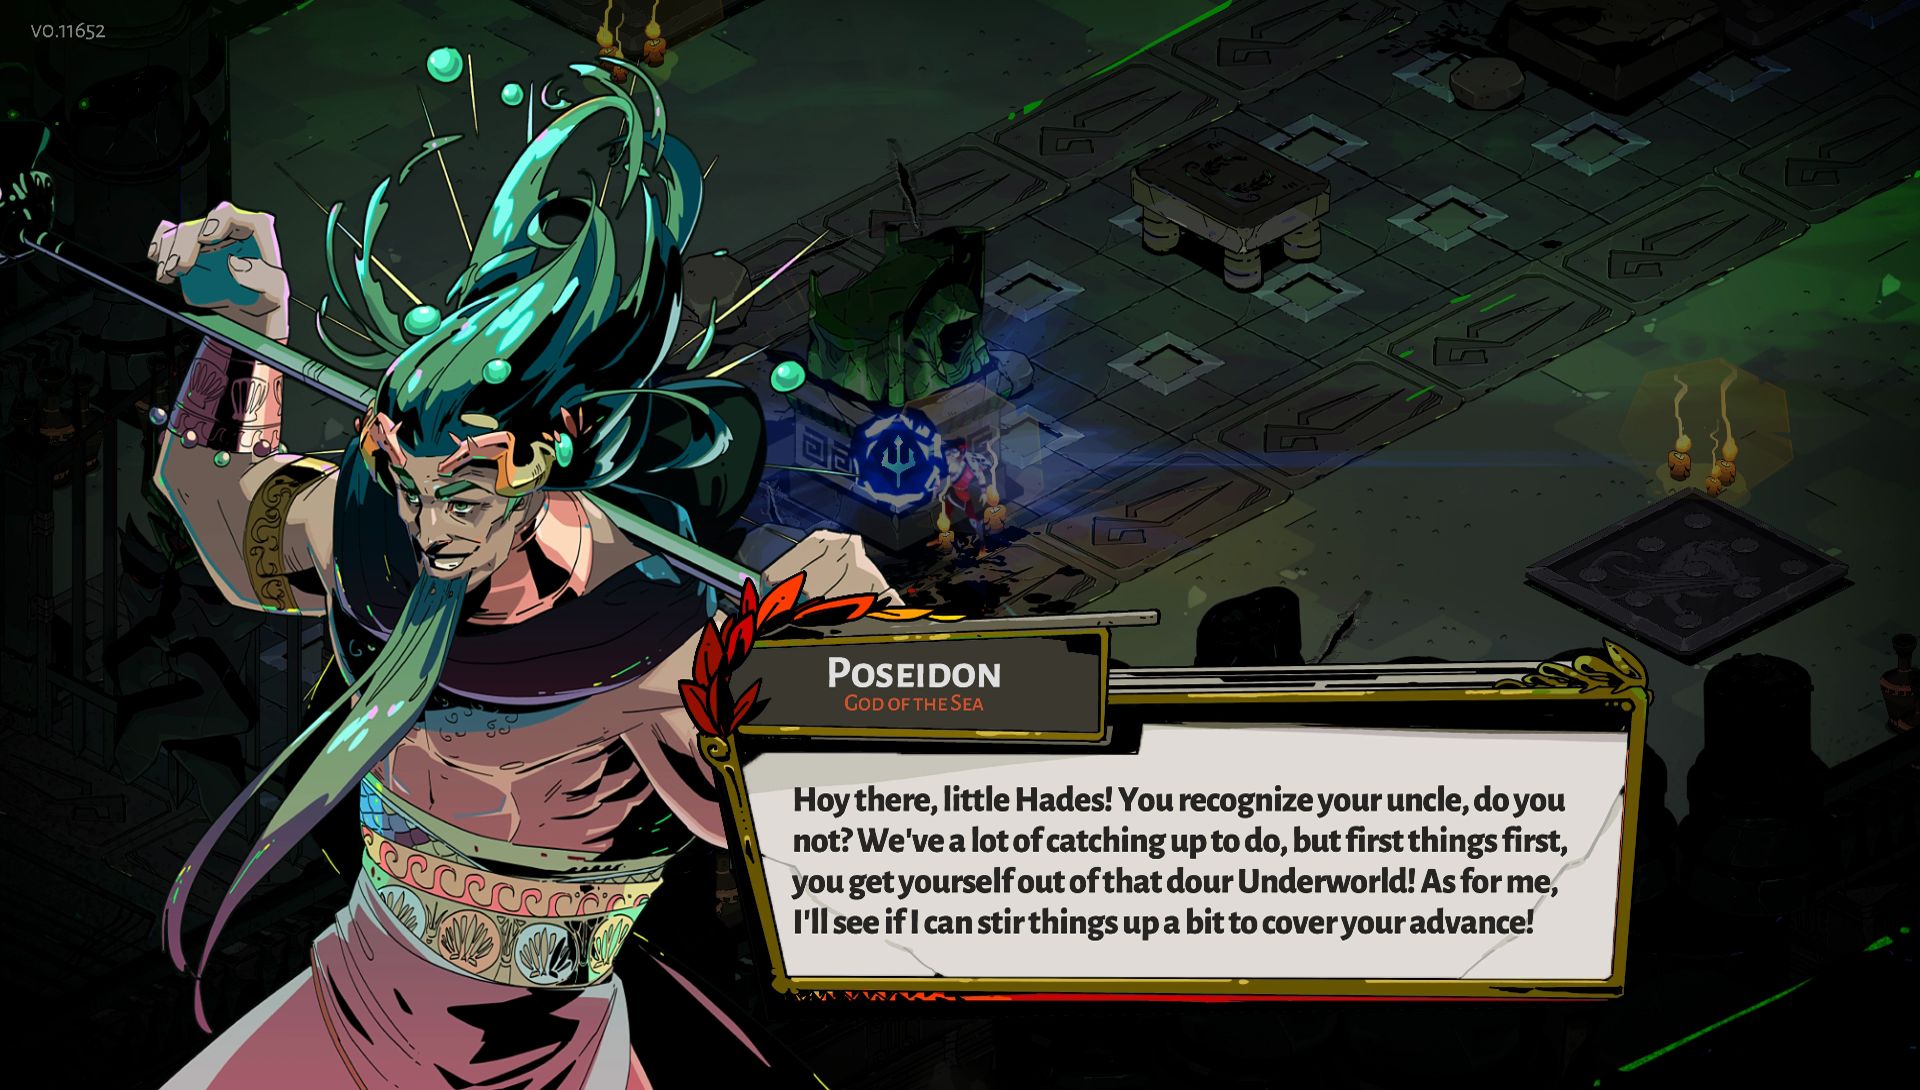 V0.11652
Poseidon
God of the Sea
Hoy there, little Hades! You recognize your uncle, do you
not? We've a lot of catching up to do, but first things first,
you get yourself out of that dour Underworld! As for me,
I'll see if I can stir things up a bit to cover your advance!